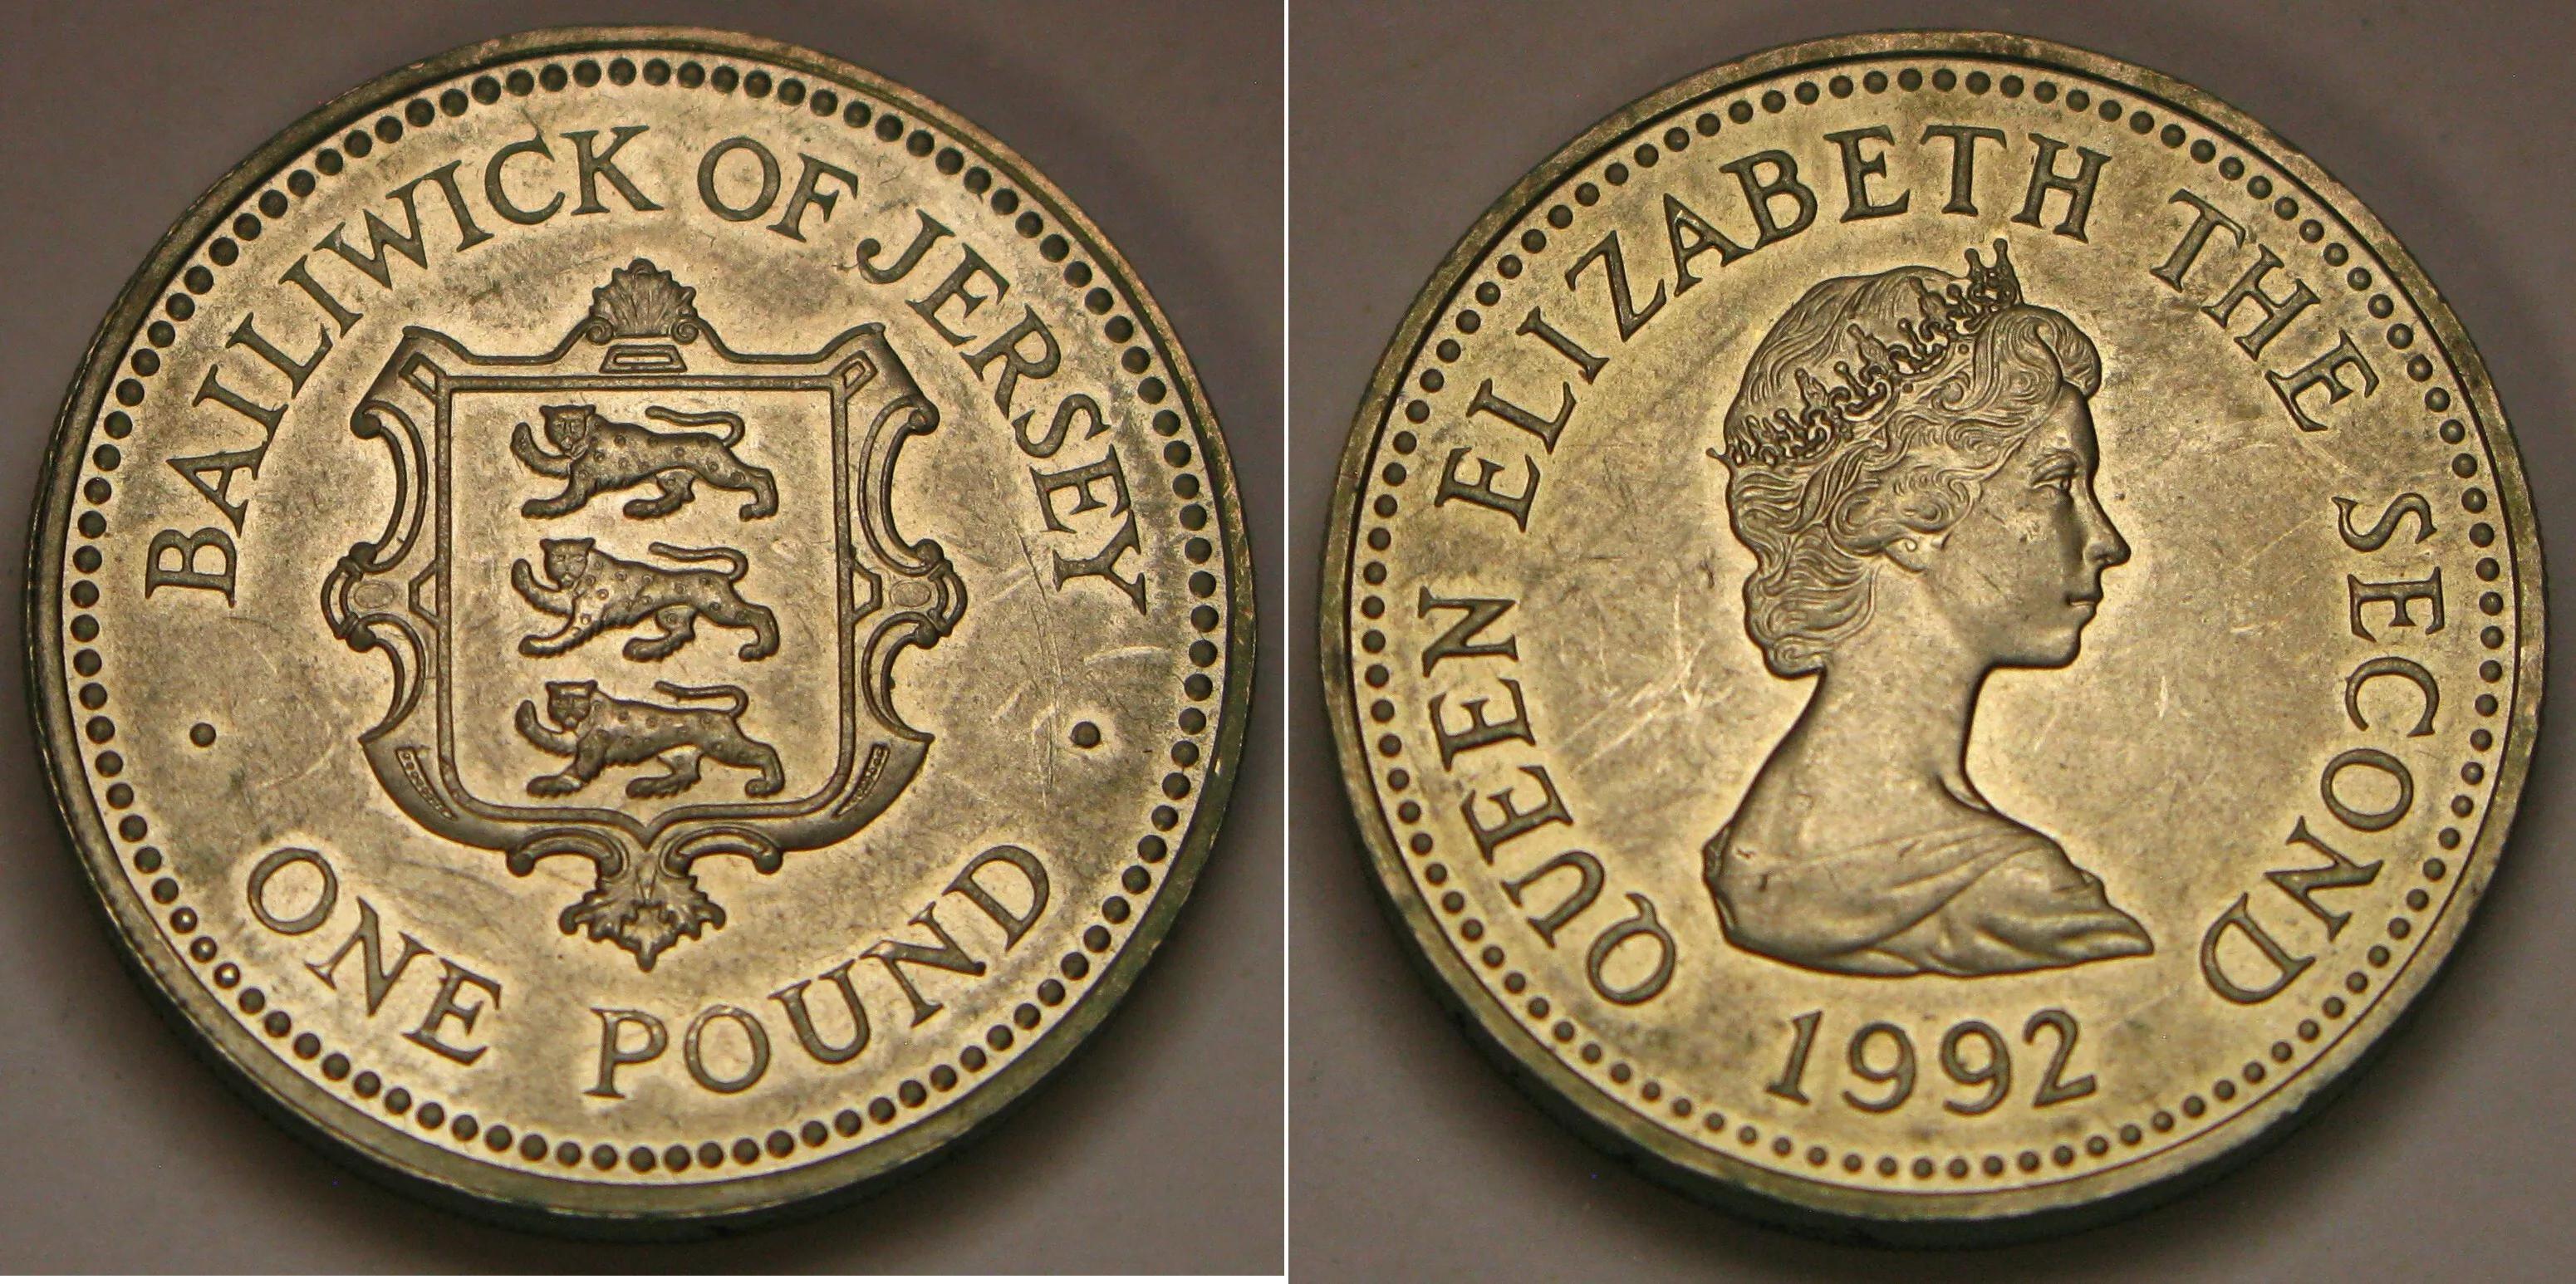 BAILIWICK OF JERSEY
ONE POUND
QUEEN ELIZABETH THE SECOND
1992